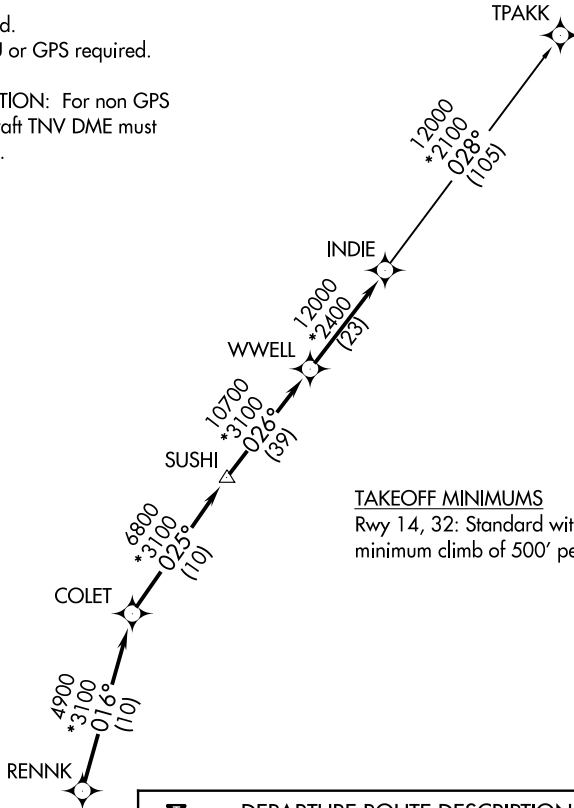 TPAKK
d.
or GPS required.
TION: For non GPS
raft TNV DME must
.
12000
*2100
028°
(105)
INDIE
12000
*2400
(23)
WWELL
10700
*3100
026°
(39)
SUSHI
TAKEOFF MINIMUMS
Rwy 14, 32: Standard wit
minimum climb of 500' pe
6800
*3100
025°
(10)
COLET
4900
*3100
016°
(10)
RENNK
DEPARTURE ROUTE DESCRIPTION